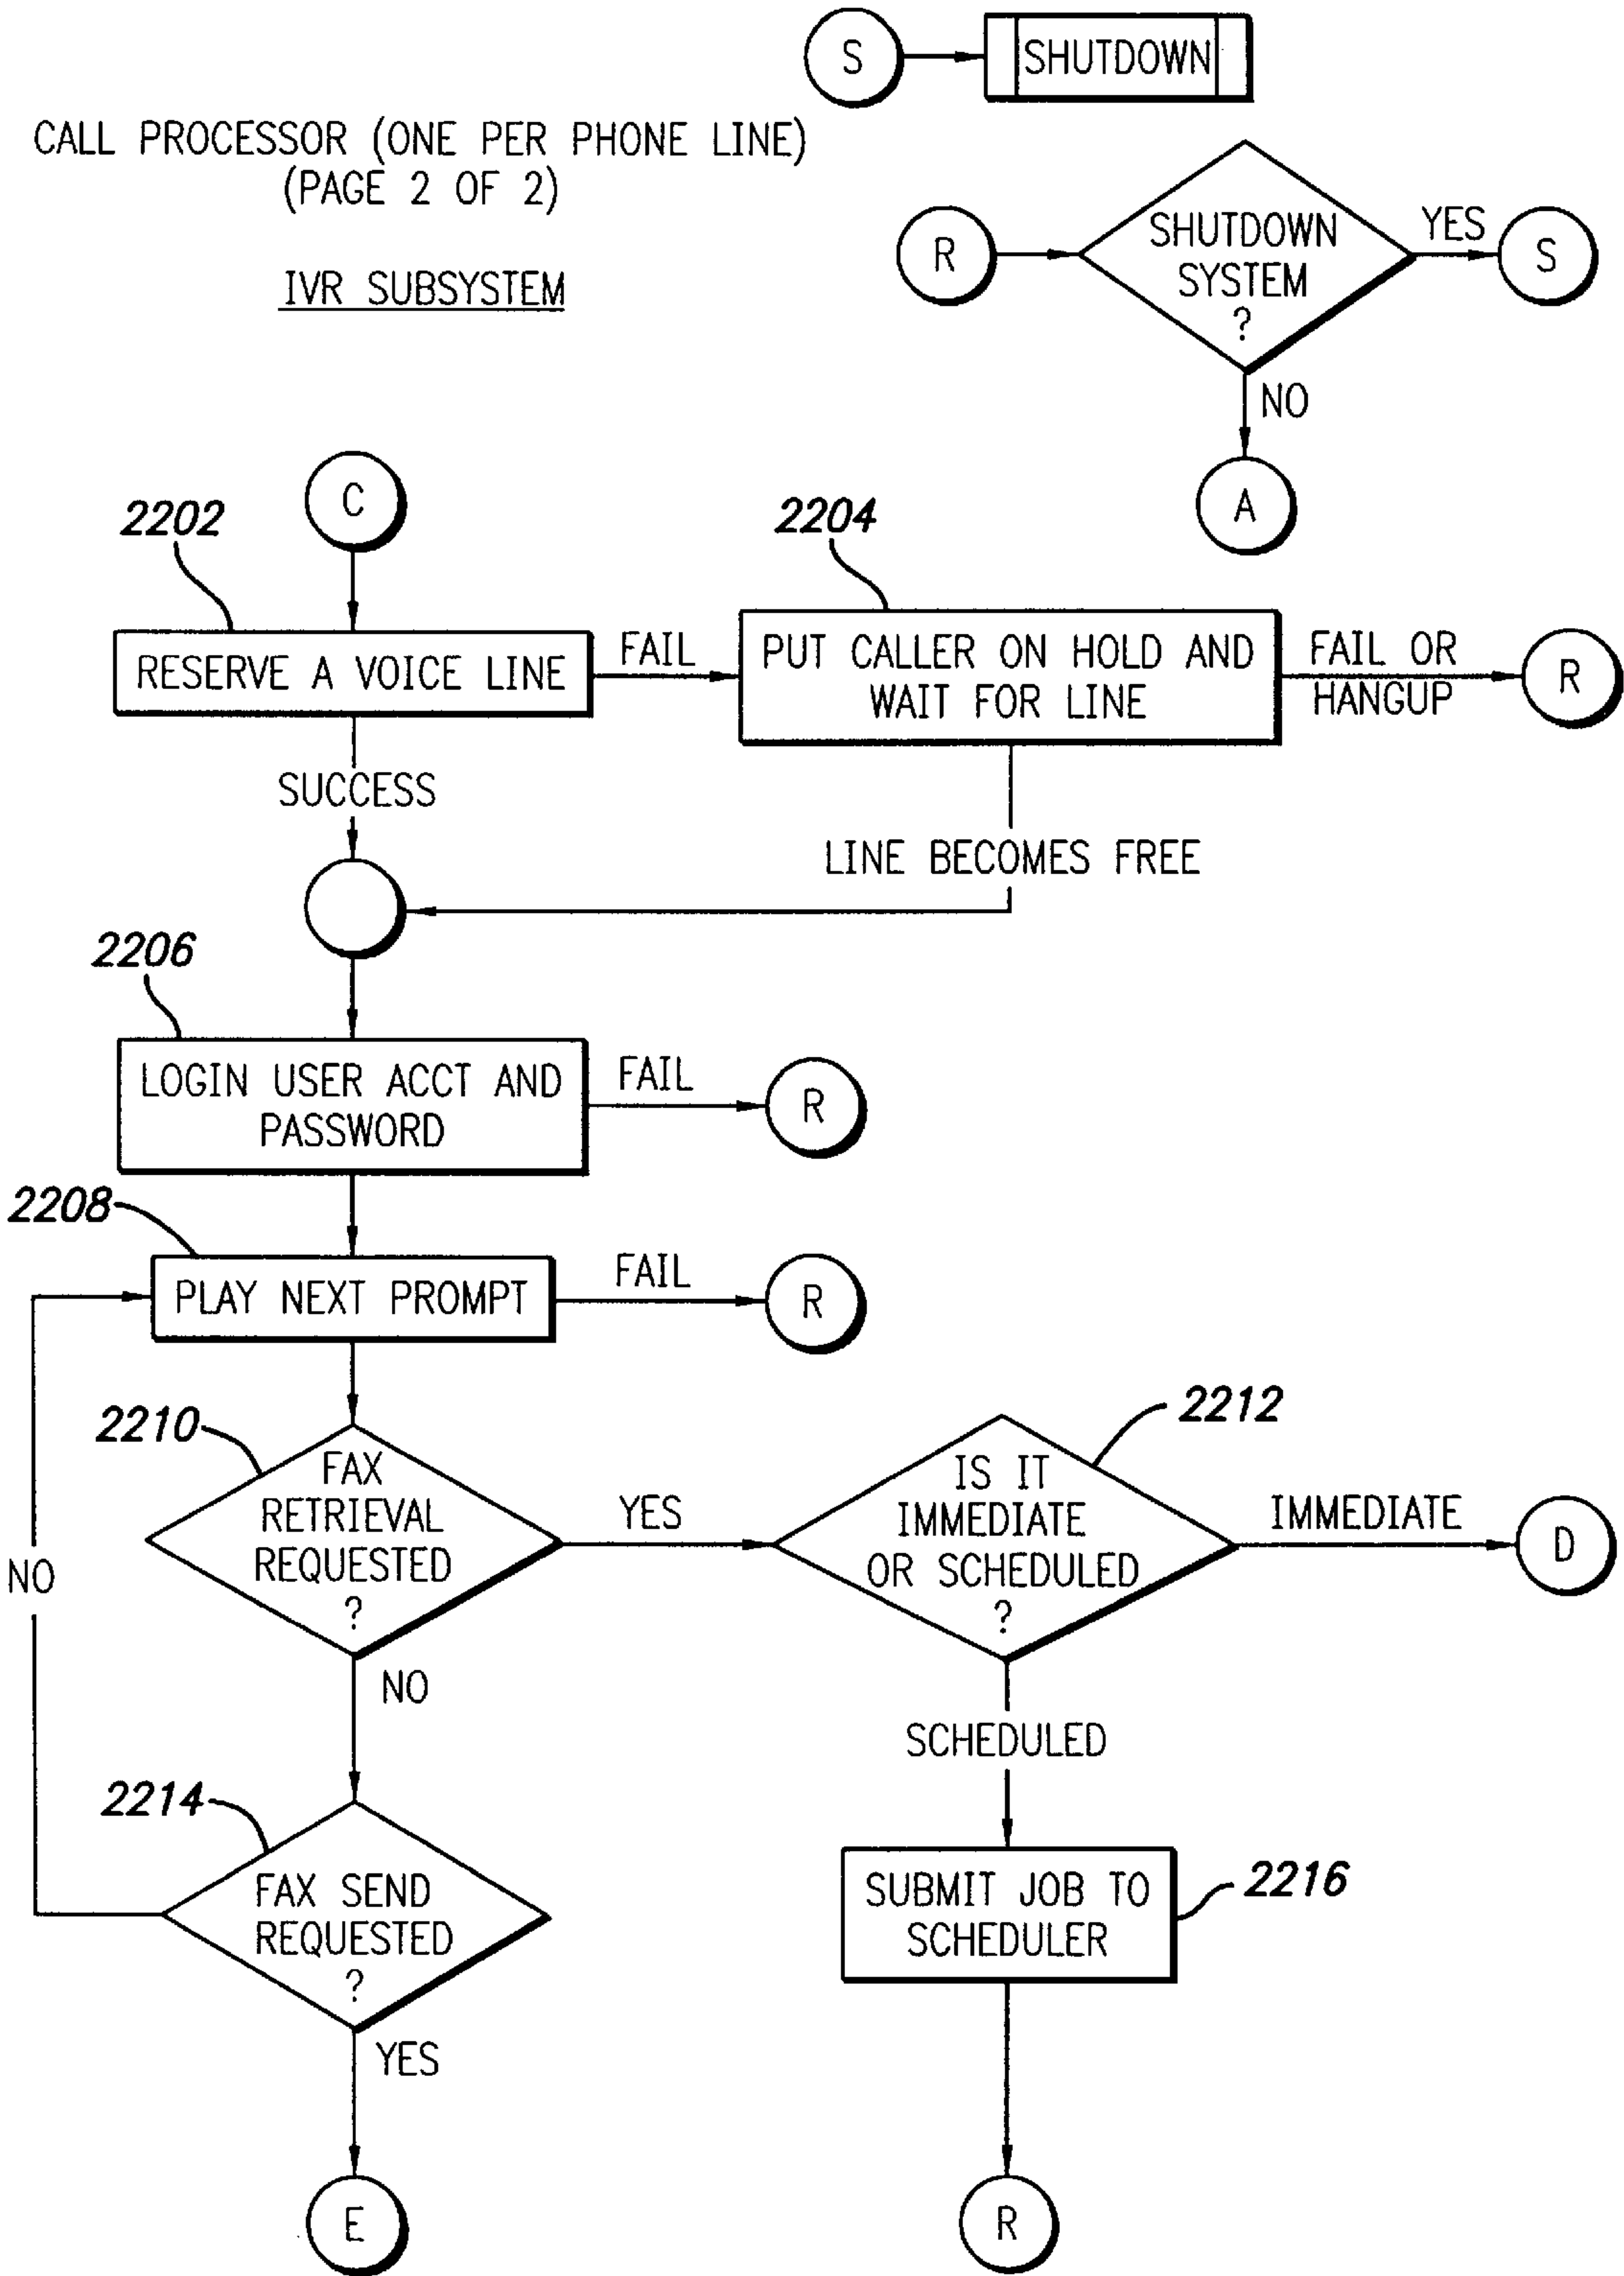 S
SHUTDOWN
CALL PROCESSOR (ONE PER PHONE LINE)
(PAGE 2 OF 2)
IVR SUBSYSTEM
R
SHUTDOWN
SYSTEM
?
YES
S
NO
A
C
2202
RESERVE A VOICE LINE
FAIL
2204
PUT CALLER ON HOLD AND
WAIT FOR LINE
FAIL OR
HANGUP
R
SUCCESS
LINE BECOMES FREE
2206
LOGIN USER ACCT AND
PASSWORD
FAIL
R
2208
PLAY NEXT PROMPT
FAIL
R
2210
FAX
RETRIEVAL
REQUESTED
?
YES
2212
IS IT
IMMEDIATE
OR SCHEDULED
?
IMMEDIATE
D
NO
NO
SCHEDULED
2214
FAX SEND
REQUESTED
?
SUBMIT JOB TO
SCHEDULER
2216
YES
E
R